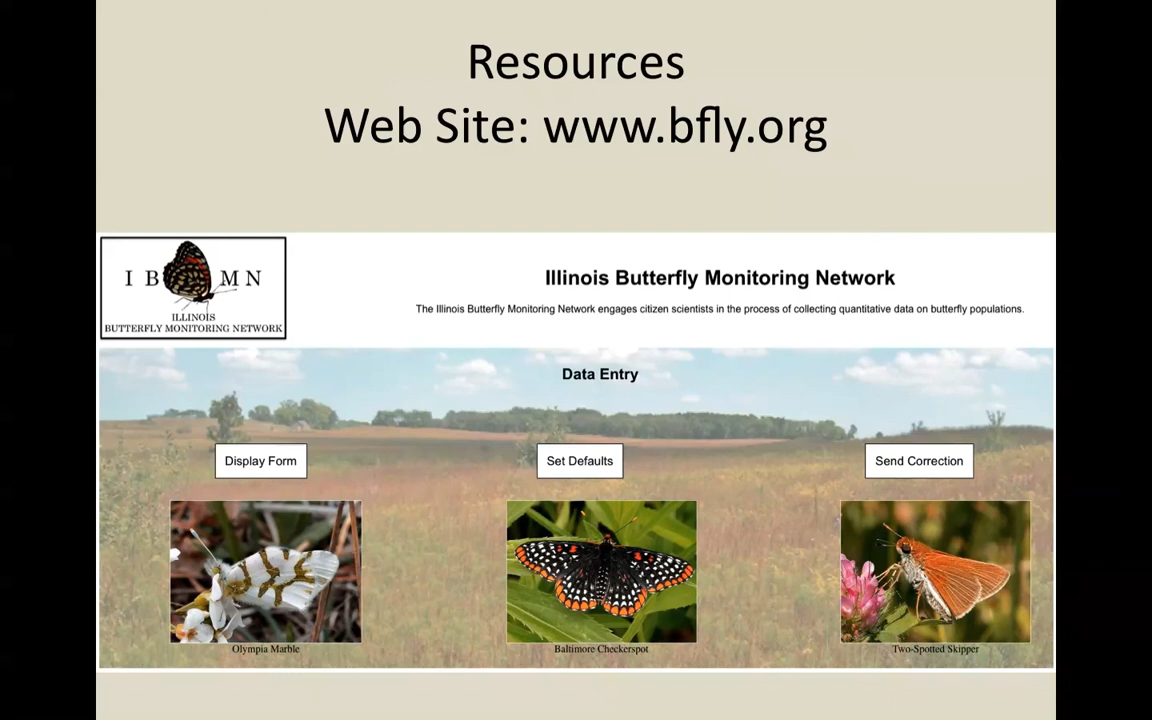 Resources
Web Site: www.bfly.org
I B M N
ILLINOIS
BUTTERFLY MONITORING NETWORK
Illinois Butterfly Monitoring Network
The Illinois Butterfly Monitoring Network engages citizen scientists in the process of collecting quantitative data on butterfly populations.
Data Entry
Display Form
Set Defaults
Send Correction
Olympia Marble
Baltimore Checkerspot
Two-Spotted Skipper